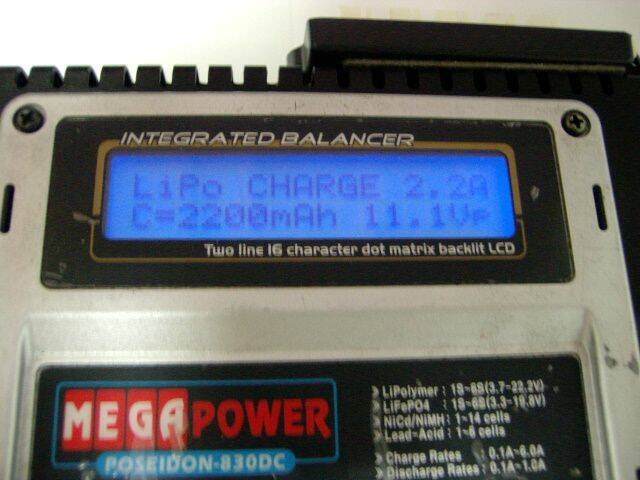 INTEGRATED BALANCER
LiPo CHARGE 2.2A
C=2200mAh 11.1V
Two line 16 character dot matrix backlit LCD
MEGA POWER
POSEIDON-830DC
LiPolymer : 1S~6S(3.7~22.2V)
LiFePO4 : 1S~6B(3.3~19.8V)
NiCd/NiMH : 1~14 cells
Lead-Acid : 1~6 cells
Charge Rates : 0.1A~6.0A
Discharge Rates : 0.1A~1.0A